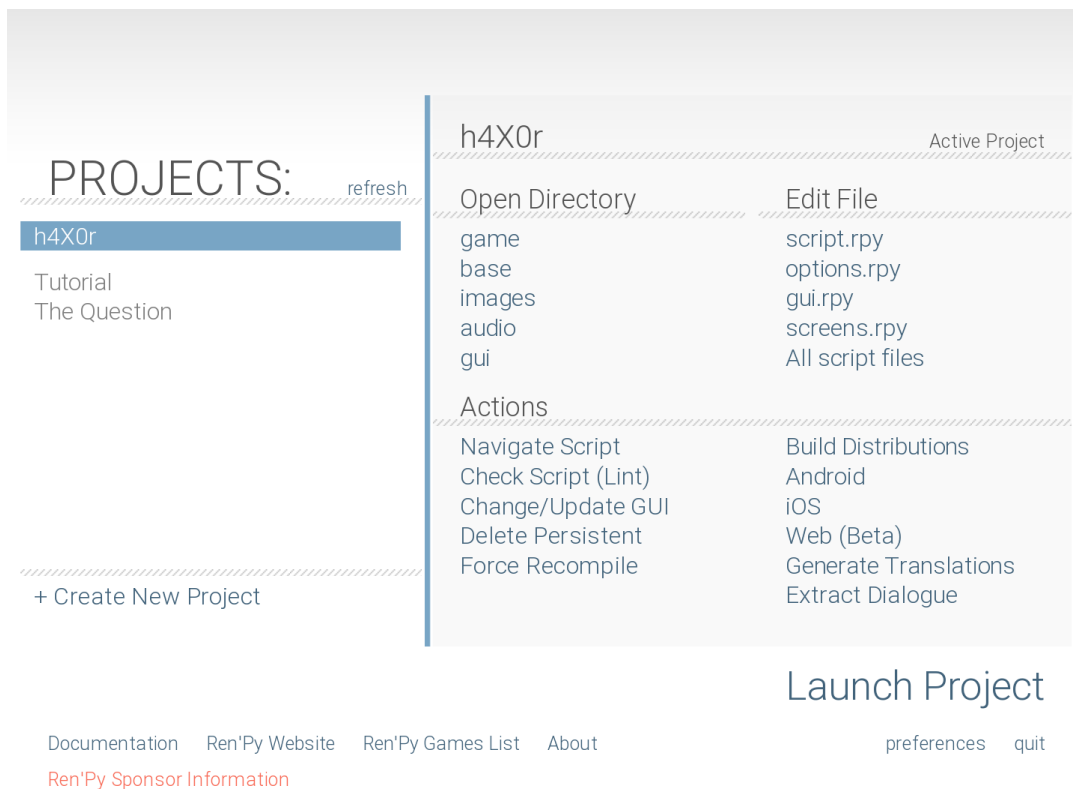 PROJECTS:
refresh
h4X0r
Tutorial
The Question
+ Create New Project
h4X0r
Active Project
Open Directory
game
base
images
audio
gui
Edit File
script.rpy
options.rpy
gui.rpy
screens.rpy
All script files
Actions
Navigate Script
Check Script (Lint)
Change/Update GUI
Delete Persistent
Force Recompile
Build Distributions
Android
iOS
Web (Beta)
Generate Translations
Extract Dialogue
Launch Project
Documentation
Ren'Py Website
Ren'Py Games List
About
preferences
quit
Ren'Py Sponsor Information